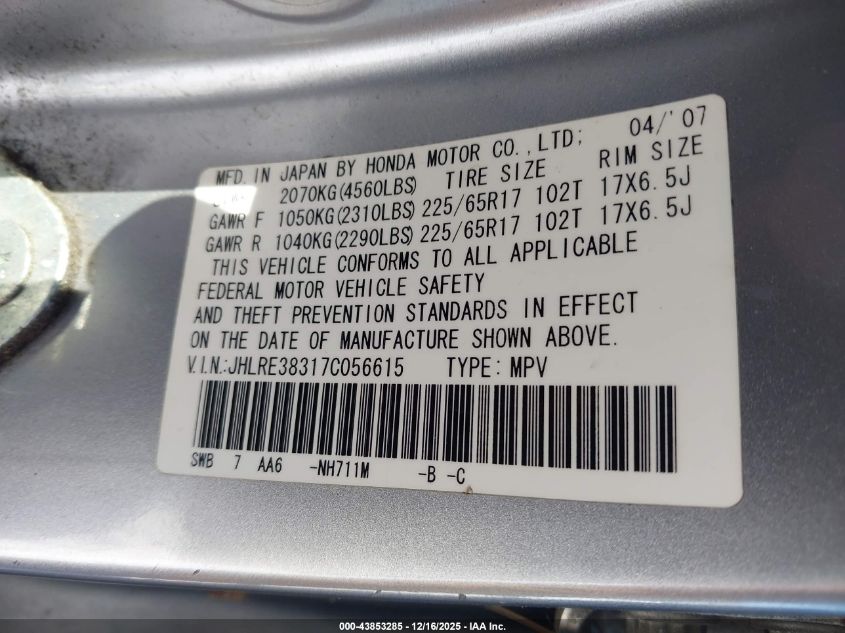 MFD. IN JAPAN BY HONDA MOTOR CO.,LTD; 04/'07
2070KG(4560LBS) TIRE SIZE RIM SIZE
GAWR F 1050KG(2310LBS) 225/65R17 102T 17X6.5J
GAWR R 1040KG(2290LBS) 225/65R17 102T 17X6.5J
THIS VEHICLE CONFORMS TO ALL APPLICABLE
FEDERAL MOTOR VEHICLE SAFETY
AND THEFT PREVENTION STANDARDS IN EFFECT
ON THE DATE OF MANUFACTURE SHOWN ABOVE.
V.I.N.:JHLRE38317C056615 TYPE: MPV
SWB 7 AA6 -NH711M -B -C
000-43853285 - 12/16/2025 - IAA Inc.